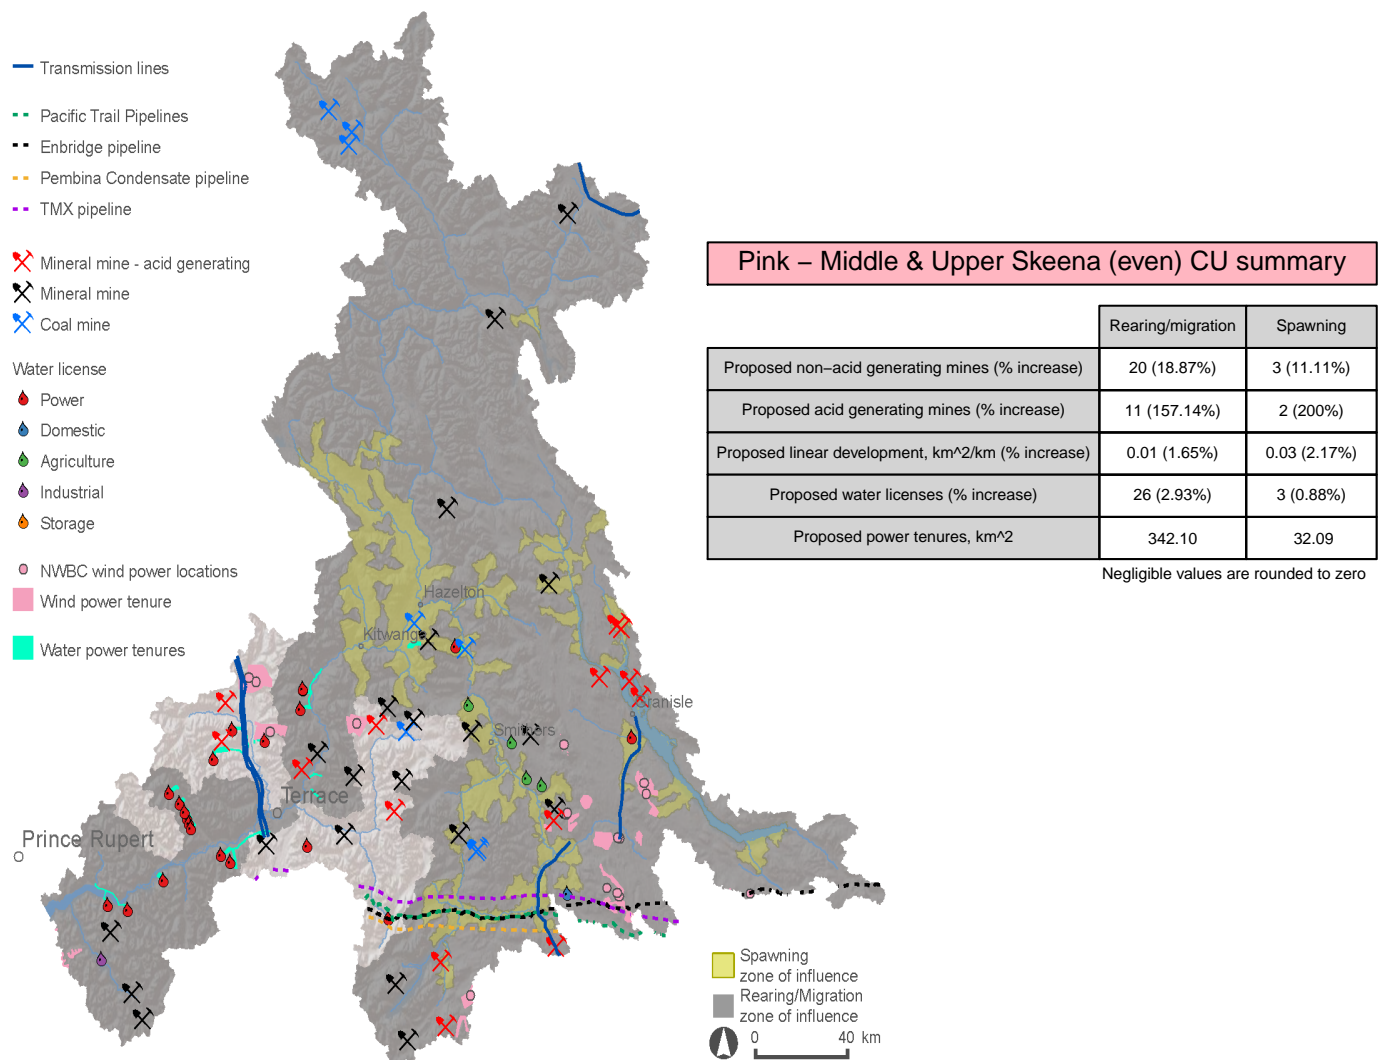 Transmission lines
Pacific Trail Pipelines
Enbridge pipeline
Pembina Condensate pipeline
TMX pipeline
Mineral mine - acid generating
Mineral mine
Coal mine
Water license
Power
Domestic
Agriculture
Industrial
Storage
NWBC wind power locations
Wind power tenure
Water power tenures
Hazelton
Kitwanga
Granisle
Smithers
Terrace
Prince Rupert
Pink – Middle & Upper Skeena (even) CU summary
Rearing/migration Spawning
Proposed non–acid generating mines (% increase) 20 (18.87%) 3 (11.11%)
Proposed acid generating mines (% increase) 11 (157.14%) 2 (200%)
Proposed linear development, km^2/km (% increase) 0.01 (1.65%) 0.03 (2.17%)
Proposed water licenses (% increase) 26 (2.93%) 3 (0.88%)
Proposed power tenures, km^2 342.10 32.09
Negligible values are rounded to zero
Spawning
zone of influence
Rearing/Migration
zone of influence
0 40 km